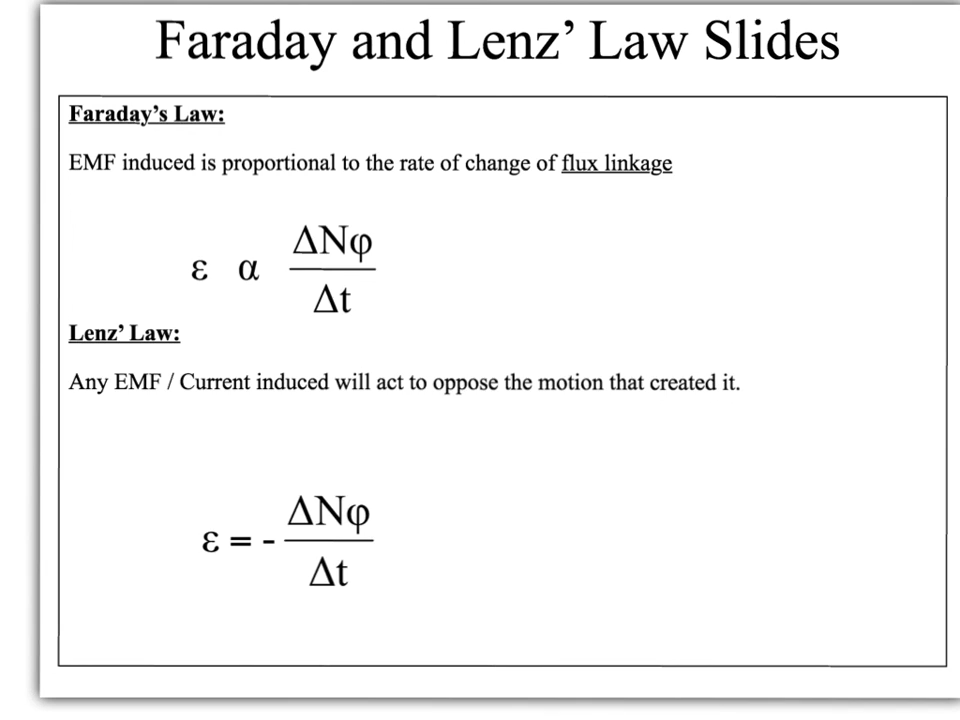 Faraday and Lenz’ Law Slides
Faraday’s Law:
EMF induced is proportional to the rate of change of flux linkage
ε α ΔNφ
Δt
Lenz’ Law:
Any EMF / Current induced will act to oppose the motion that created it.
ε = - ΔNφ
Δt